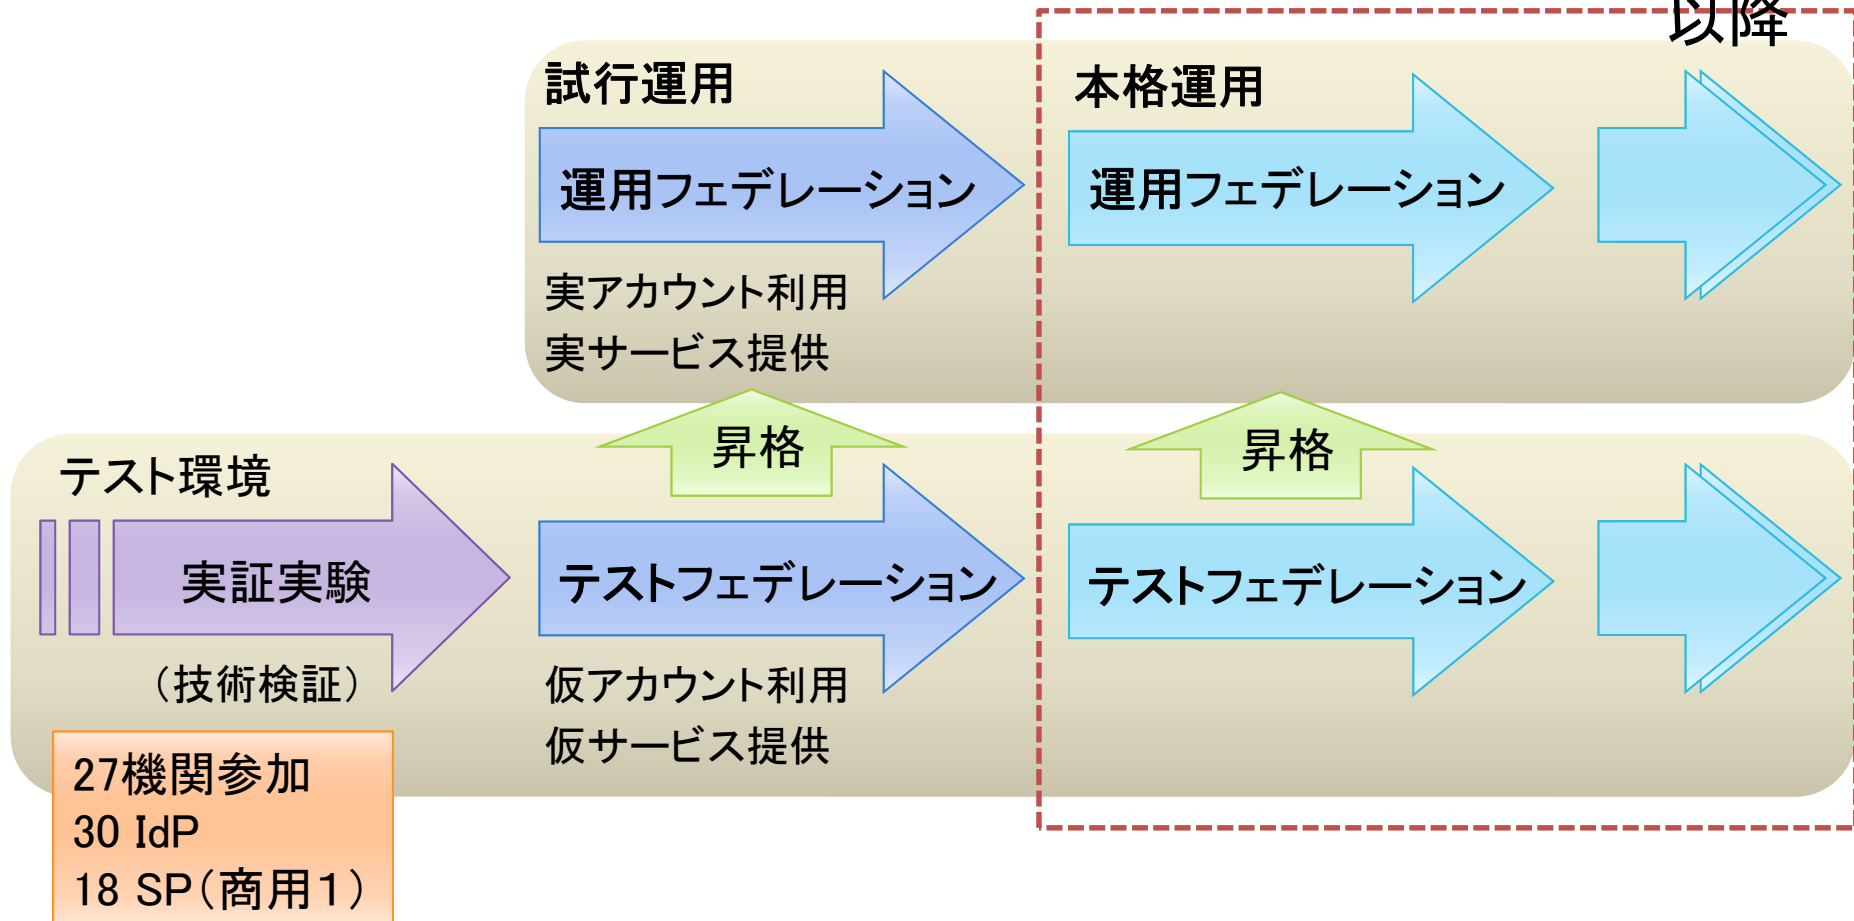 以降
試行運用
本格運用
運用フェデレーション
運用フェデレーション
実アカウント利用
実サービス提供
昇格
昇格
テスト環境
実証実験
テストフェデレーション
テストフェデレーション
（技術検証）
仮アカウント利用
仮サービス提供
27機関参加
30 IdP
18 SP（商用１）